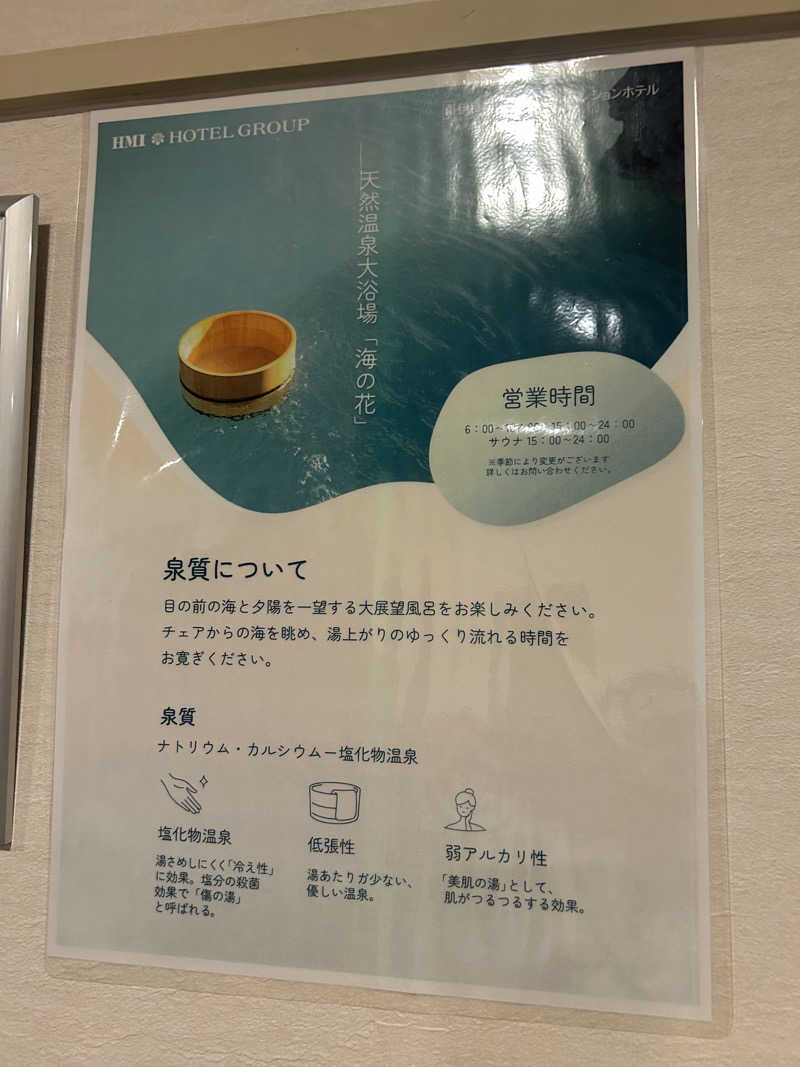 HMI HOTEL GROUP
ションホテル
天然温泉大浴場「海の花」
営業時間
6:00~ 15:00~24:00
サウナ 15:00~24:00
※季節により変更がございます
詳しくはお問い合わせください。
泉質について
目の前の海と夕陽を一望する大展望風呂をお楽しみください。
チェアからの海を眺め、湯上がりのゆっくり流れる時間を
お寛ぎください。
泉質
ナトリウム・カルシウムー塩化物温泉
塩化物温泉
湯さめしにくく「冷え性」
に効果。塩分の殺菌
効果で「傷の湯」
と呼ばれる。
低張性
湯あたりが少ない、
優しい温泉。
弱アルカリ性
「美肌の湯」として、
肌がつるつるする効果。